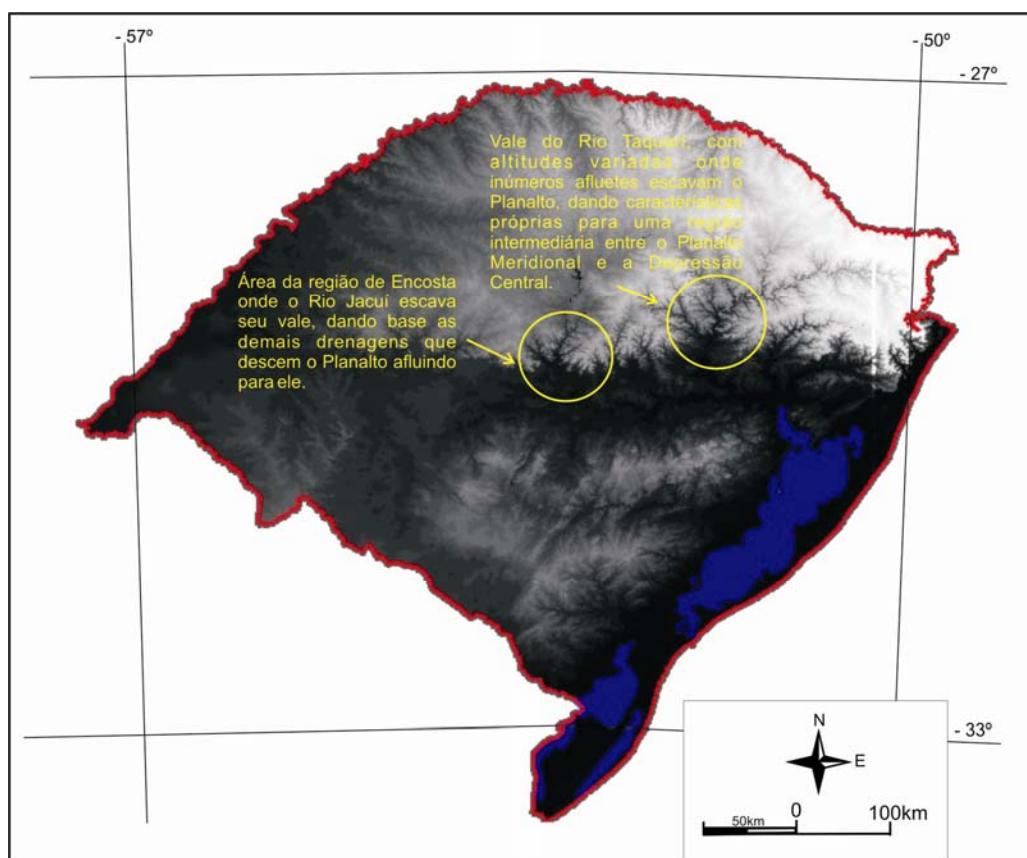 - 57º
- 50º
- 27º
Vale do Rio Taquari, com
altitudes variadas, onde
inúmeros afluetes escavam o
Planalto, dando características
próprias para uma região
intermediária entre o Planalto
Meridional e a Depressão
Central.
Área da região de Encosta
onde o Rio Jacuí escava
seu vale, dando base as
demais drenagens que
descem o Planalto afluindo
para ele.
- 33º
N
E
50km
0
100km